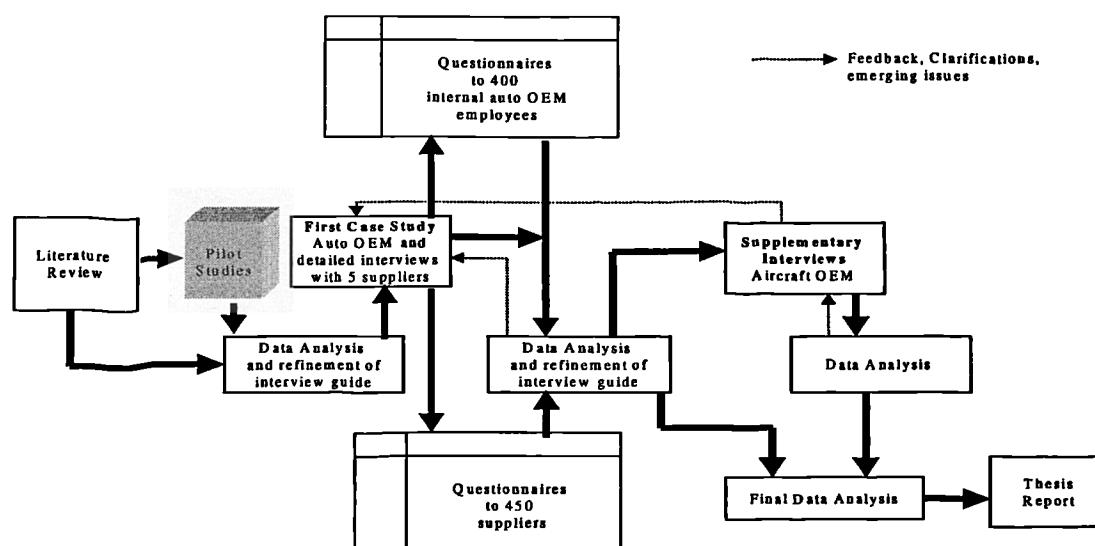 Questionnaires
to 400
internal auto OEM
employees
Feedback, Clarifications,
emerging issues
Literature
Review
Pilot
Studies
First Case Study
Auto OEM and
detailed interviews
with 5 suppliers
Supplementary
Interviews
Aircraft OEM
Data Analysis
and refinement of
interview guide
Data Analysis
and refinement of
interview guide
Data Analysis
Questionnaires
to 450
suppliers
Final Data Analysis
Thesis
Report